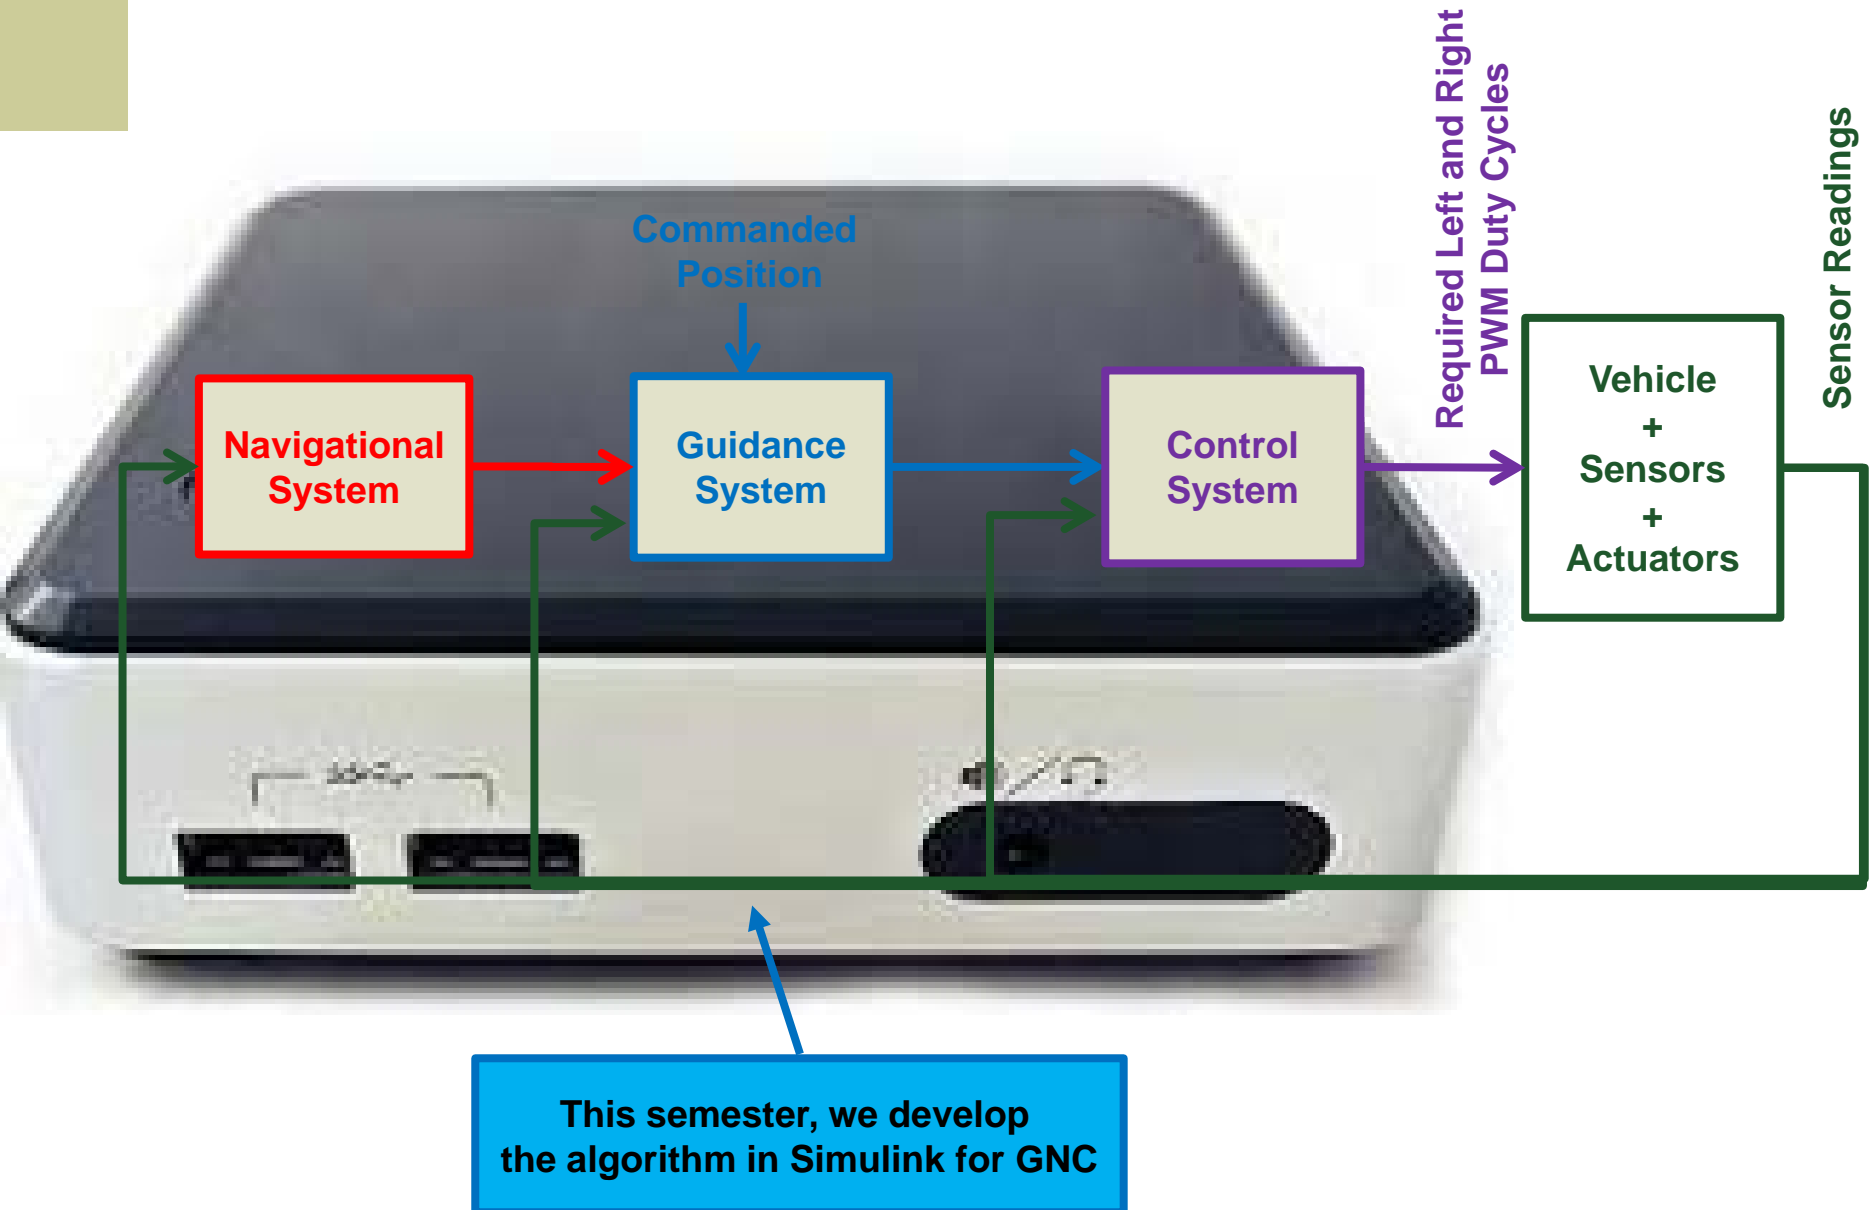 Required Left and Right
PWM Duty Cycles
Sensor Readings
Commanded
Position
Navigational
System
Guidance
System
Control
System
Vehicle
+
Sensors
+
Actuators
This semester, we develop
the algorithm in Simulink for GNC